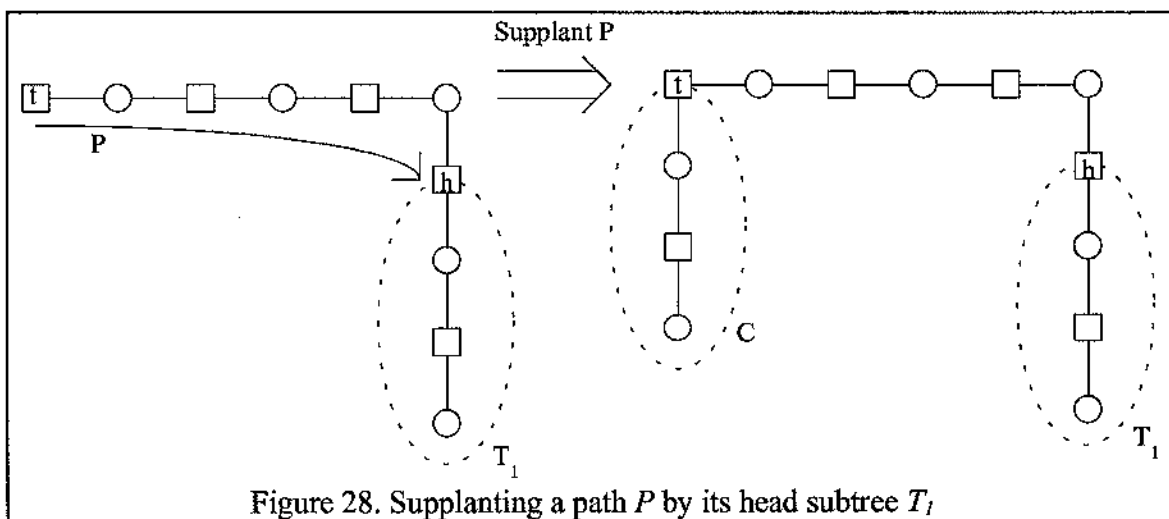 Supplant P
t
P
h
T1
t
C
h
T1
Figure 28. Supplanting a path P by its head subtree T1